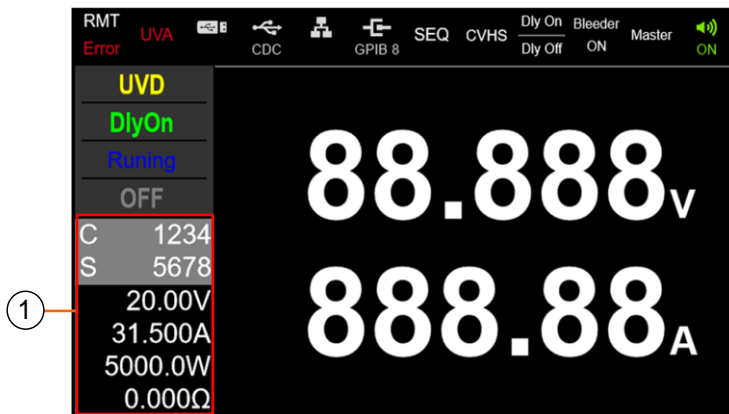 RMT UVA SEQ CVHS Dly On Bleeder Master
Error CDC GPIB 8 Dly Off ON ON
UVD
DlyOn
Runing
OFF
C 1234
S 5678
20.00V
31.500A
5000.0W
0.000Ω
88.888V
888.88A
1